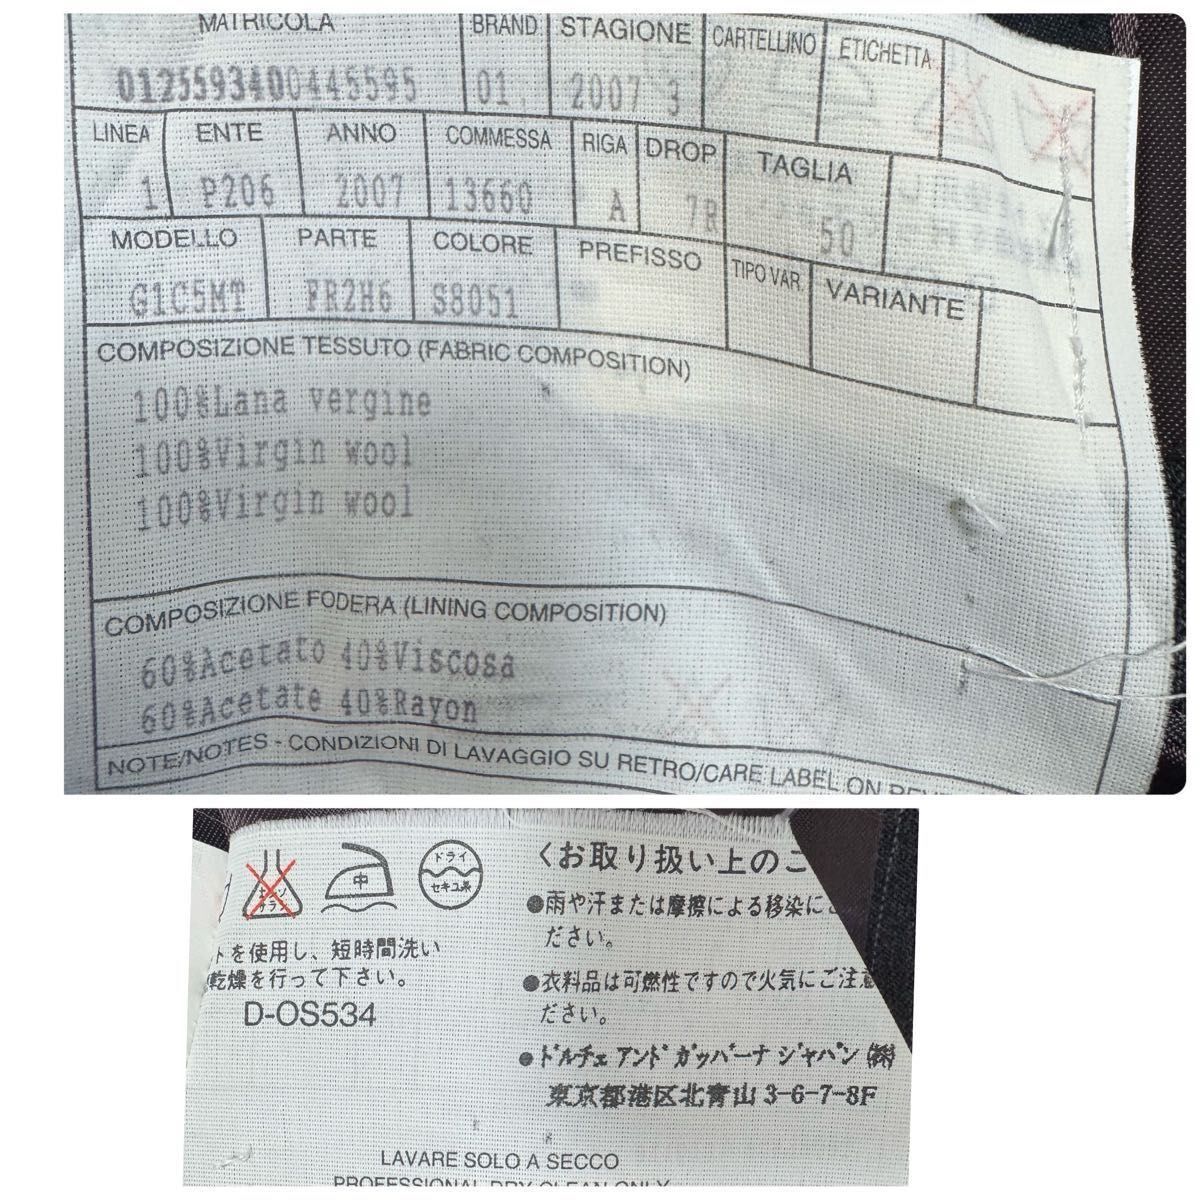 MATRICOLA BRAND STAGIONE CARTELLINO ETICHETTA
0125593400445595 01 2007 3
LINEA ENTE ANNO COMMESSA RIGA DROP TAGLIA
1 P206 2007 13660 A 7R 50
MODELLO PARTE COLORE PREFISSO TIPO VAR. VARIANTE
G1C5MT FR2H6 S8051
COMPOSIZIONE TESSUTO (FABRIC COMPOSITION)
100%Lana vergine
100%Virgin wool
100%Virgin wool
COMPOSIZIONE FODERA (LINING COMPOSITION)
60%Acetato 40%Viscosa
60%Acetate 40%Rayon
NOTE/NOTES - CONDIZIONI DI LAVAGGIO SU RETRO/CARE LABEL ON REV
エンソ
サラシ
中
ドライ
セキユ系
トを使用し、短時間洗い
乾燥を行って下さい。
D-OS534
〈お取り扱い上のご
●雨や汗または摩擦による移染にご
ださい。
●衣料品は可燃性ですので火気にご注意
ださい。
●ドルチェ アンド ガッバーナ ジャパン ㈱
東京都港区北青山 3-6-7-8F
LAVARE SOLO A SECCO
PROFESSIONAL DRY CLEAN ONLY